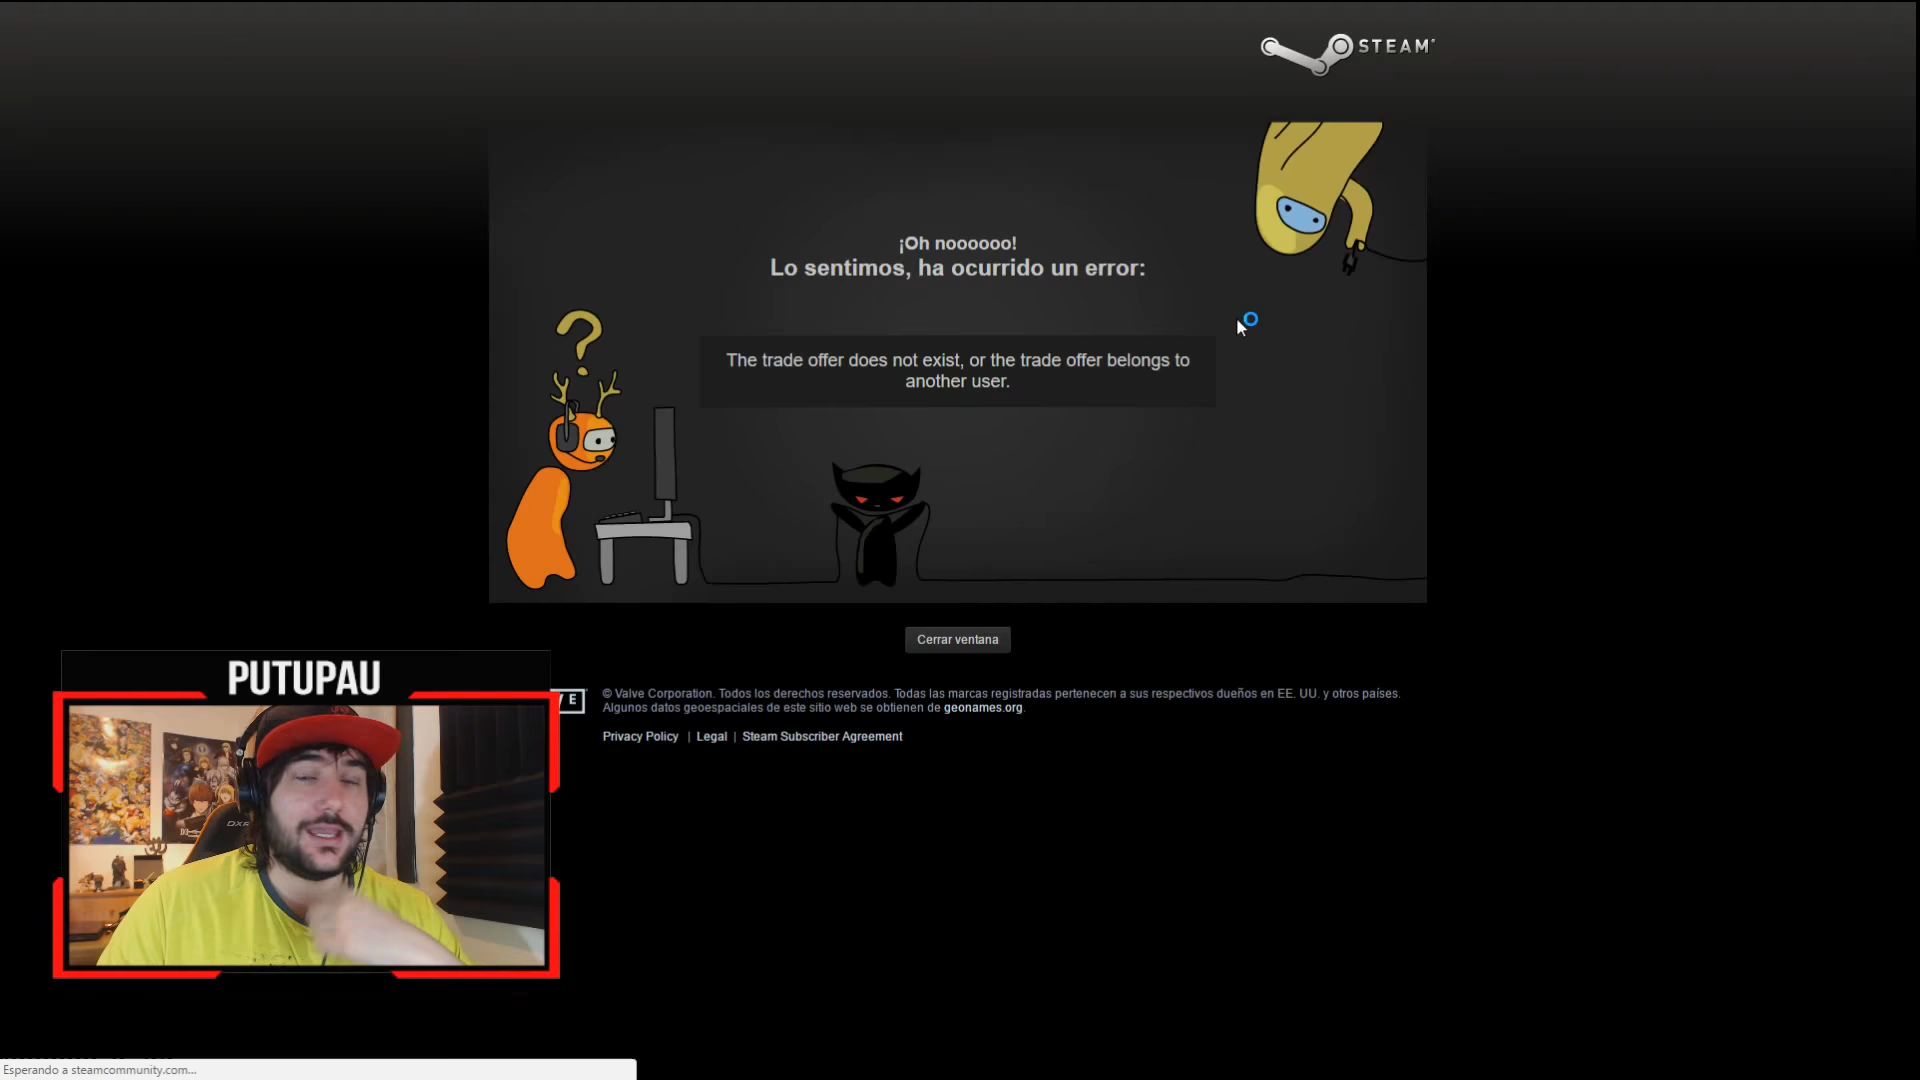 STEAM
¡Oh noooooo!
Lo sentimos, ha ocurrido un error:
The trade offer does not exist, or the trade offer belongs to
another user.
Cerrar ventana
PUTUPAU
VE
© Valve Corporation. Todos los derechos reservados. Todas las marcas registradas pertenecen a sus respectivos dueños en EE. UU. y otros países.
Algunos datos geoespaciales de este sitio web se obtienen de geonames.org.
Privacy Policy | Legal | Steam Subscriber Agreement
DXR
Esperando a steamcommunity.com...